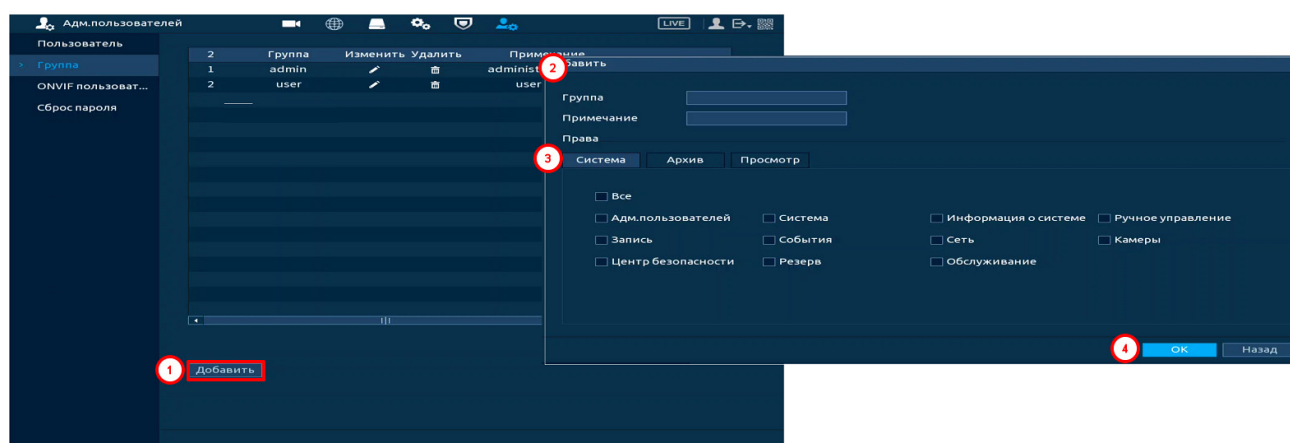 Адм.пользователей
LIVE
Пользователь
Группа
ONVIF пользоват...
Сброс пароля
2 Группа Изменить Удалить Примечание
1 admin administ
2 user user
1 Добавить
2
бавить
Группа
Примечание
Права
3 Система Архив Просмотр
Все
Адм.пользователей Система Информация о системе Ручное управление
Запись События Сеть Камеры
Центр безопасности Резерв Обслуживание
4 OK Назад